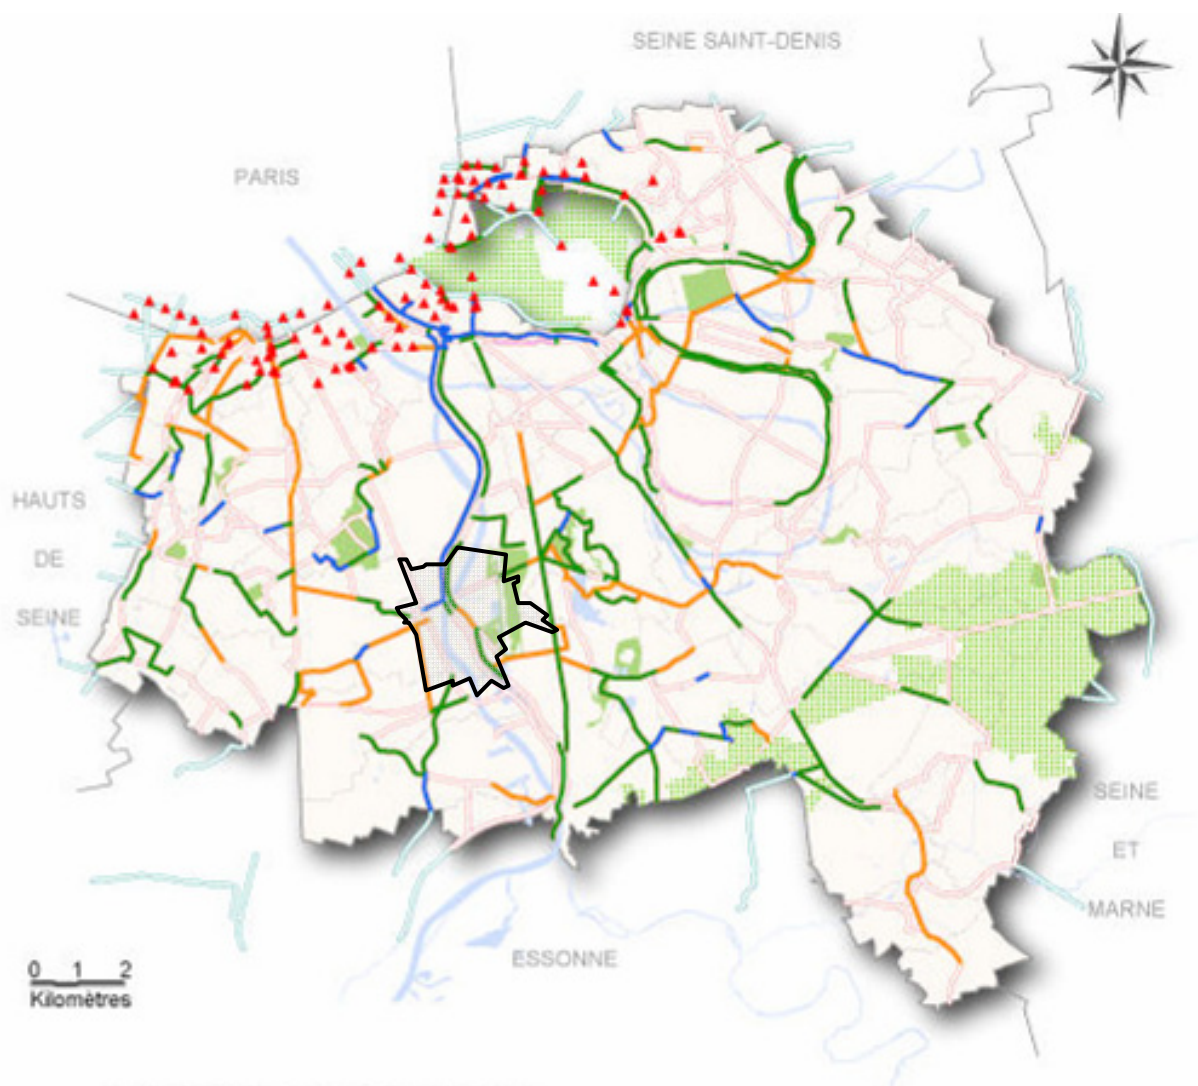 SEINE SAINT-DENIS
PARIS
HAUTS
DE
SEINE
SEINE
ET
MARNE
ESSONNE
0 1 2
Kilomètres